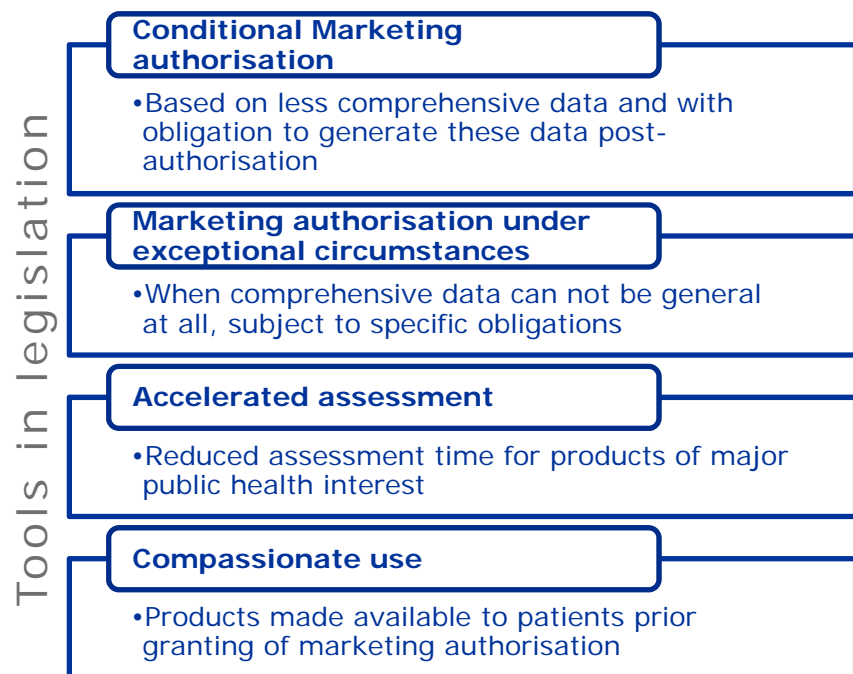 Tools in legislation
Conditional Marketing
authorisation
•Based on less comprehensive data and with
obligation to generate these data post-
authorisation
Marketing authorisation under
exceptional circumstances
•When comprehensive data can not be general
at all, subject to specific obligations
Accelerated assessment
•Reduced assessment time for products of major
public health interest
Compassionate use
•Products made available to patients prior
granting of marketing authorisation